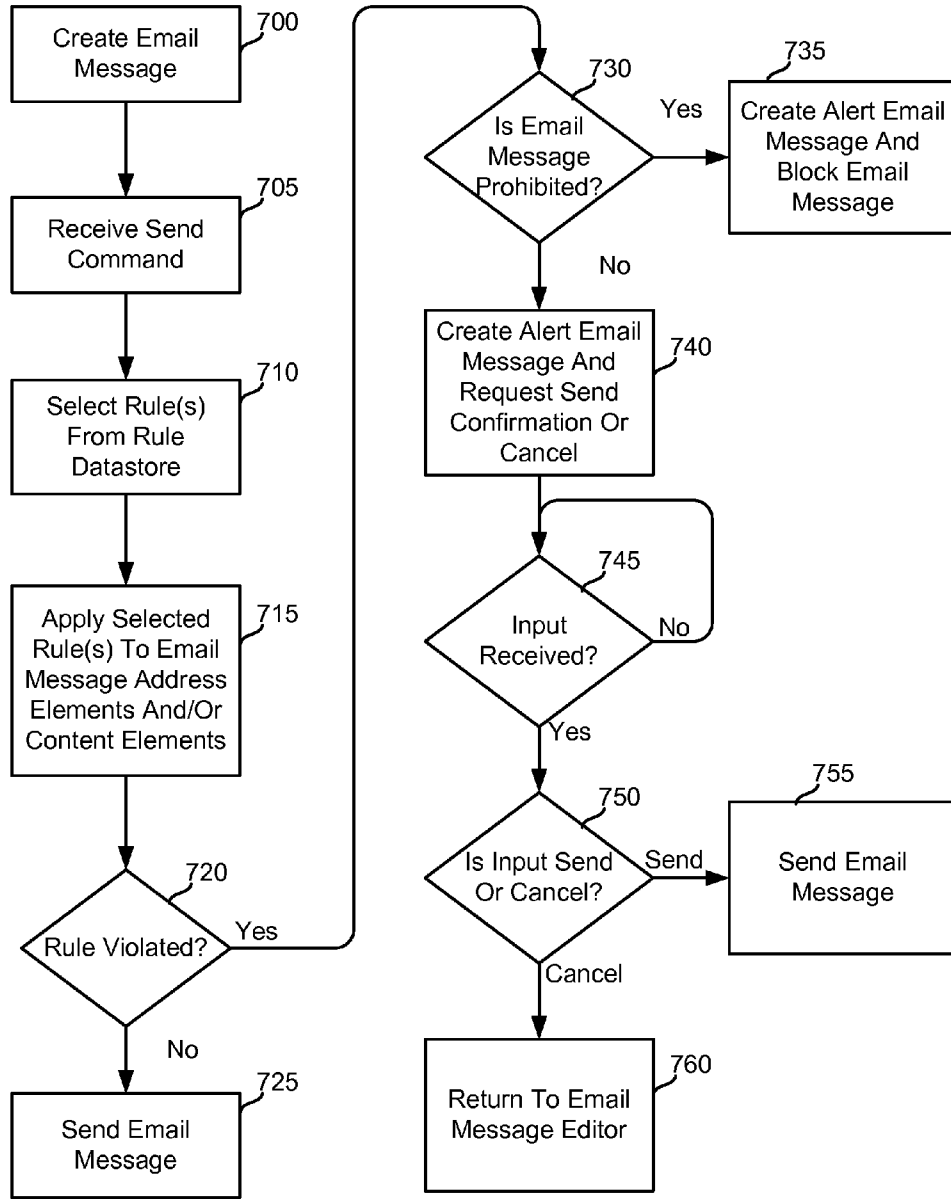 700
Create Email
Message
705
Receive Send
Command
710
Select Rule(s)
From Rule
Datastore
715
Apply Selected
Rule(s) To Email
Message Address
Elements And/Or
Content Elements
720
Rule Violated?
Yes
No
725
Send Email
Message
730
Is Email
Message
Prohibited?
Yes
No
735
Create Alert Email
Message And
Block Email
Message
740
Create Alert Email
Message And
Request Send
Confirmation Or
Cancel
745
Input
Received?
No
Yes
750
Is Input Send
Or Cancel?
Send
Cancel
755
Send Email
Message
760
Return To Email
Message Editor